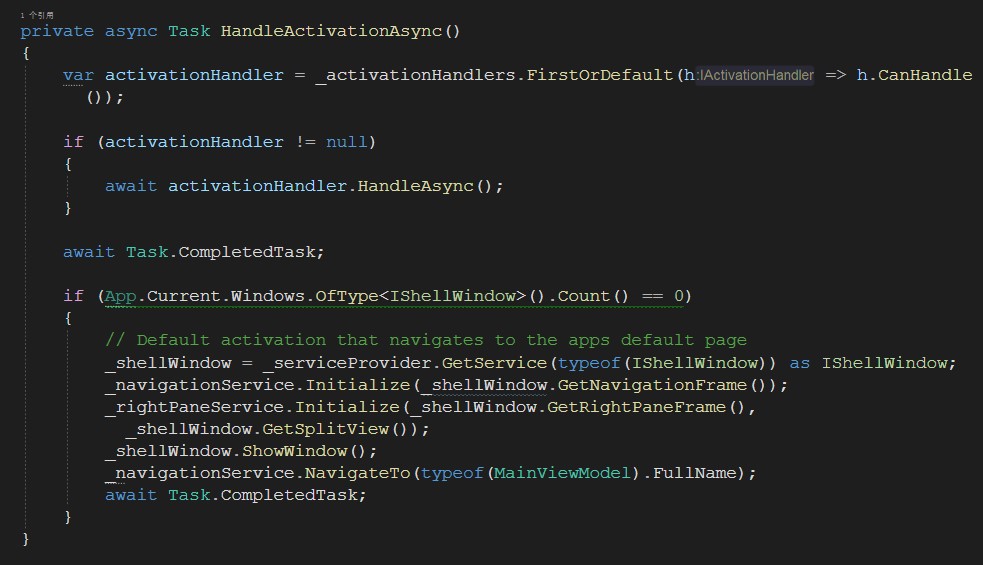 1 个引用
private async Task HandleActivationAsync()
{
var activationHandler = _activationHandlers.FirstOrDefault(h:IActivationHandler => h.CanHandle
());
if (activationHandler != null)
{
await activationHandler.HandleAsync();
}
await Task.CompletedTask;
if (App.Current.Windows.OfType<IShellWindow>().Count() == 0)
{
// Default activation that navigates to the apps default page
_shellWindow = _serviceProvider.GetService(typeof(IShellWindow)) as IShellWindow;
_navigationService.Initialize(_shellWindow.GetNavigationFrame());
_rightPaneService.Initialize(_shellWindow.GetRightPaneFrame(),
_shellWindow.GetSplitView());
_shellWindow.ShowWindow();
_navigationService.NavigateTo(typeof(MainViewModel).FullName);
await Task.CompletedTask;
}
}